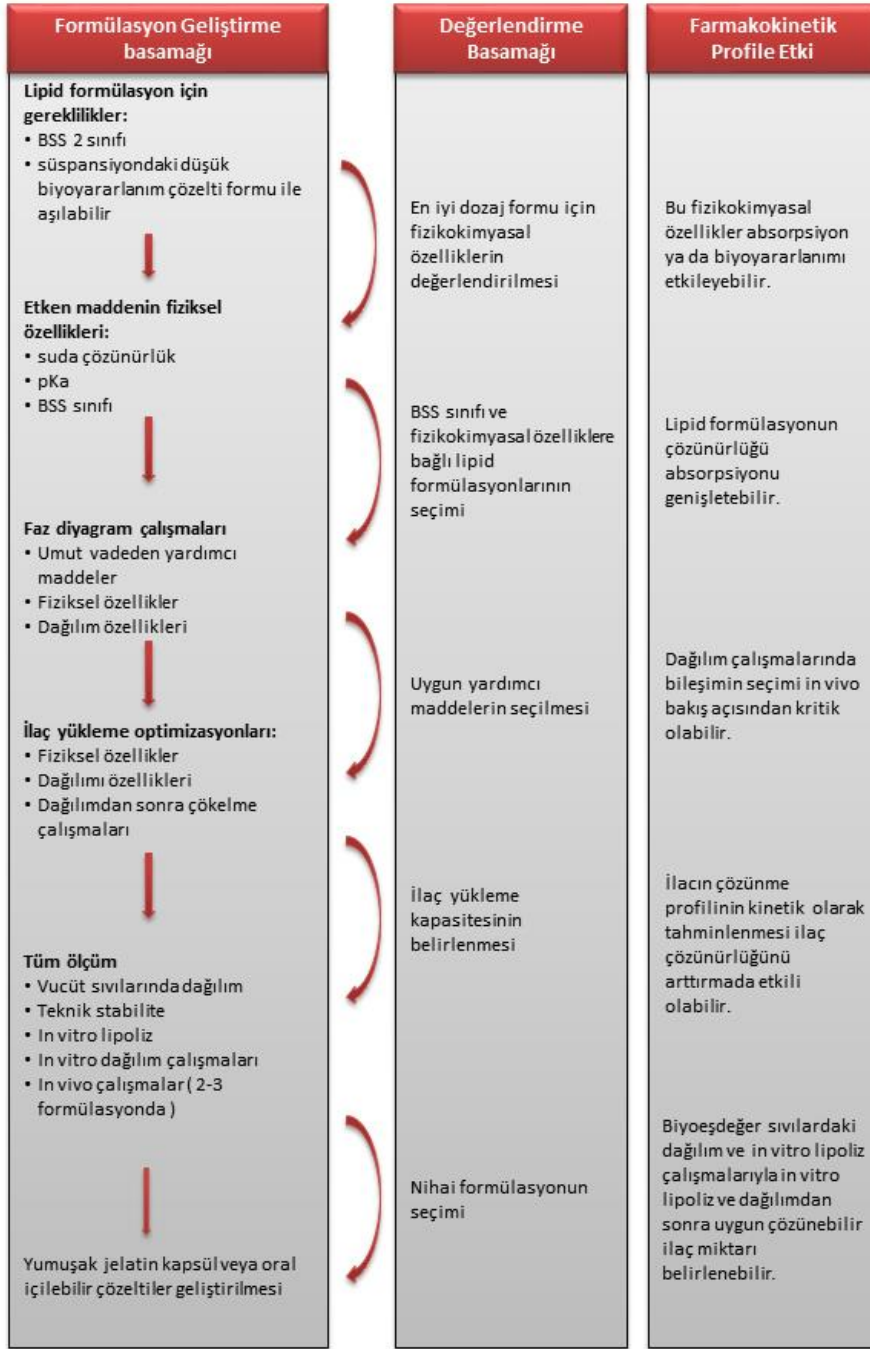 Formülasyon Geliştirme
basamağı
Lipid formülasyon için
gereklilikler:
• BSS 2 sınıfı
• süspansiyondaki düşük
biyoyararlanım çözelti formu ile
aşılabilir
Etken maddenin fiziksel
özellikleri:
• suda çözünürlük
• pKa
• BSS sınıfı
Faz diyagram çalışmaları
• Umut vadeden yardımcı
maddeler
• Fiziksel özellikler
• Dağılım özellikleri
İlaç yükleme optimizasyonları:
• Fiziksel özellikler
• Dağılımı özellikleri
• Dağılımdan sonra çökelme
çalışmaları
Tüm ölçüm
• Vucüt sıvılarında dağılım
• Teknik stabilite
• In vitro lipoliz
• In vitro dağılım çalışmaları
• In vivo çalışmalar ( 2-3
formülasyonda )
Yumuşak jelatin kapsül veya oral
içilebilir çözeltiler geliştirilmesi
Değerlendirme
Basamağı
En iyi dozaj formu için
fizikokimyasal
özelliklerin
değerlendirilmesi
BSS sınıfı ve
fizikokimyasal özelliklere
bağlı lipid
formülasyonlarının
seçimi
Uygun yardımcı
maddelerin seçilmesi
İlaç yükleme
kapasitesinin
belirlenmesi
Nihai formülasyonun
seçimi
Farmakokinetik
Profile Etki
Bu fizikokimyasal
özellikler absorpsiyon
ya da biyoyararlanımı
etkileyebilir.
Lipid formülasyonun
çözünürlüğü
absorpsiyonu
genişletebilir.
Dağılım çalışmalarında
bileşimin seçimi in vivo
bakış açısından kritik
olabilir.
İlacın çözünme
profilinin kinetik olarak
tahminlenmesi ilaç
çözünürlüğünü
arttırmada etkili
olabilir.
Biyoeşdeğer sıvılardaki
dağılım ve in vitro lipoliz
çalışmalarıyla in vitro
lipoliz ve dağılımdan
sonra uygun çözünebilir
ilaç miktarı
belirlenebilir.